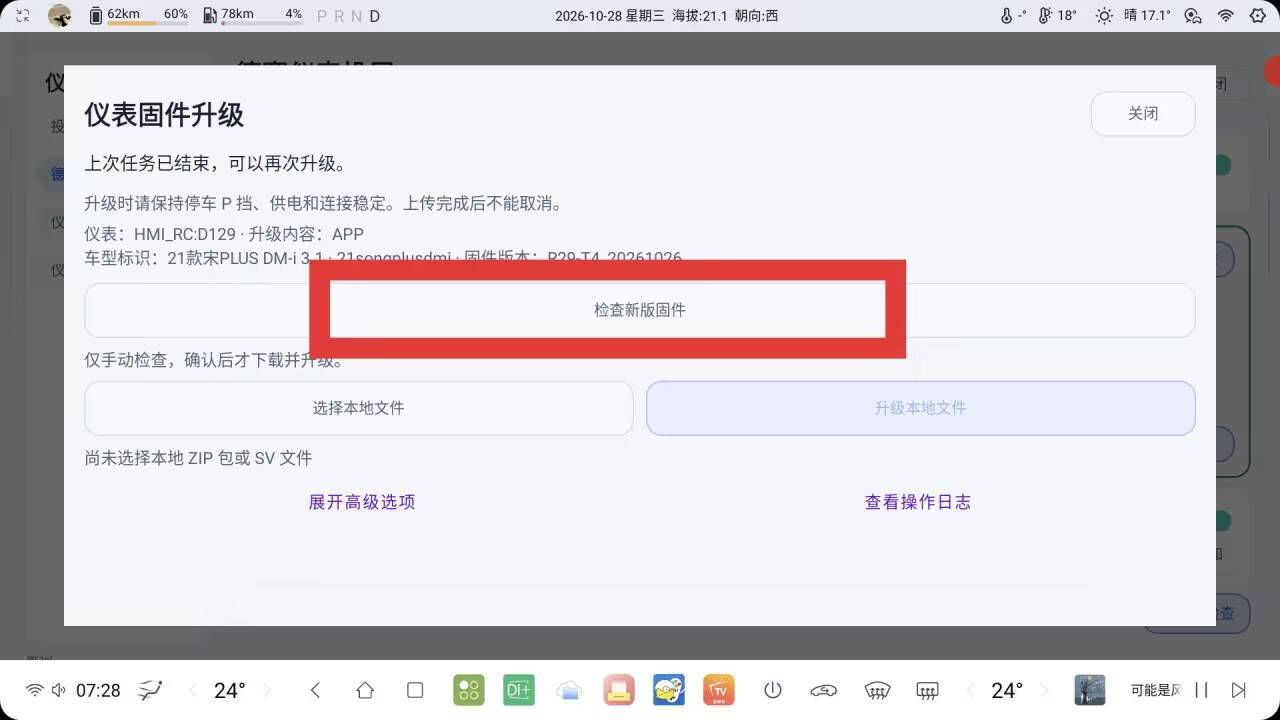 62km 60% 78km 4% P R N D 2026-10-28 星期三 海拔:21.1 朝向:西 -° 18° 晴 17.1°
仪表固件升级
关闭
上次任务已结束，可以再次升级。
升级时请保持停车 P 挡、供电和连接稳定。上传完成后不能取消。
仪表：HMI_RC:D129 · 升级内容：APP
车型标识：21款宋PLUS DM-i 3.1 · 21songplusdmi · 固件版本：R29-T4_20261026
检查新版固件
仅手动检查，确认后才下载并升级。
选择本地文件 升级本地文件
尚未选择本地 ZIP 包或 SV 文件
展开高级选项 查看操作日志
07:28 24° Di+ TV 24° 可能是